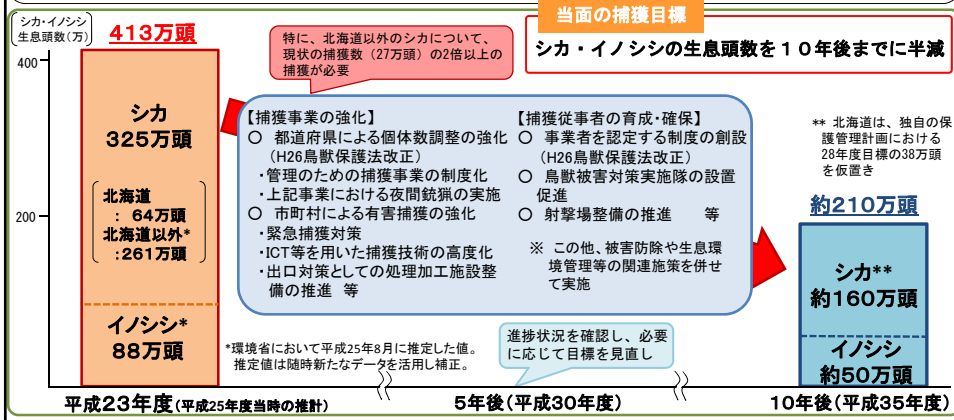 当面の捕獲目標
シカ・イノシシの生息頭数を１０年後までに半減
シカ・イノシシ
生息頭数(万)
413万頭
400
200
シカ
325万頭
北海道
： 64万頭
北海道以外*
：261万頭
イノシシ*
88万頭
特に、北海道以外のシカについて、
現状の捕獲数（27万頭）の2倍以上の
捕獲が必要
【捕獲事業の強化】
○ 都道府県による個体数調整の強化
（H26鳥獣保護法改正）
・管理のための捕獲事業の制度化
・上記事業における夜間銃猟の実施
○ 市町村による有害捕獲の強化
・緊急捕獲対策
・ICT等を用いた捕獲技術の高度化
・出口対策としての処理加工施設整
備の推進 等
【捕獲従事者の育成・確保】
○ 事業者を認定する制度の創設
（H26鳥獣保護法改正）
○ 鳥獣被害対策実施隊の設置
促進
○ 射撃場整備の推進 等
※ この他、被害防除や生息環
境管理等の関連施策を併せ
て実施
** 北海道は、独自の保
護管理計画における
28年度目標の38万頭
を仮置き
約210万頭
シカ**
約160万頭
イノシシ
約50万頭
*環境省において平成25年8月に推定した値。
推定値は随時新たなデータを活用し補正。
進捗状況を確認し、必要
に応じて目標を見直し
平成23年度(平成25年度当時の推計)
5年後(平成30年度)
10年後(平成35年度)